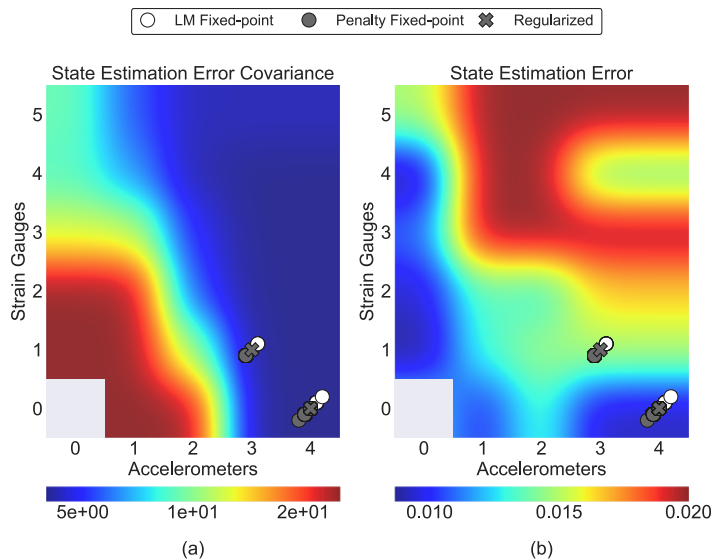 LM Fixed-point Penalty Fixed-point Regularized
State Estimation Error Covariance State Estimation Error
5
4
3
2
1
0
Strain Gauges
0 1 2 3 4
Accelerometers
5e+00 1e+01 2e+01
(a)
5
4
3
2
1
0
Strain Gauges
0 1 2 3 4
Accelerometers
0.010 0.015 0.020
(b)